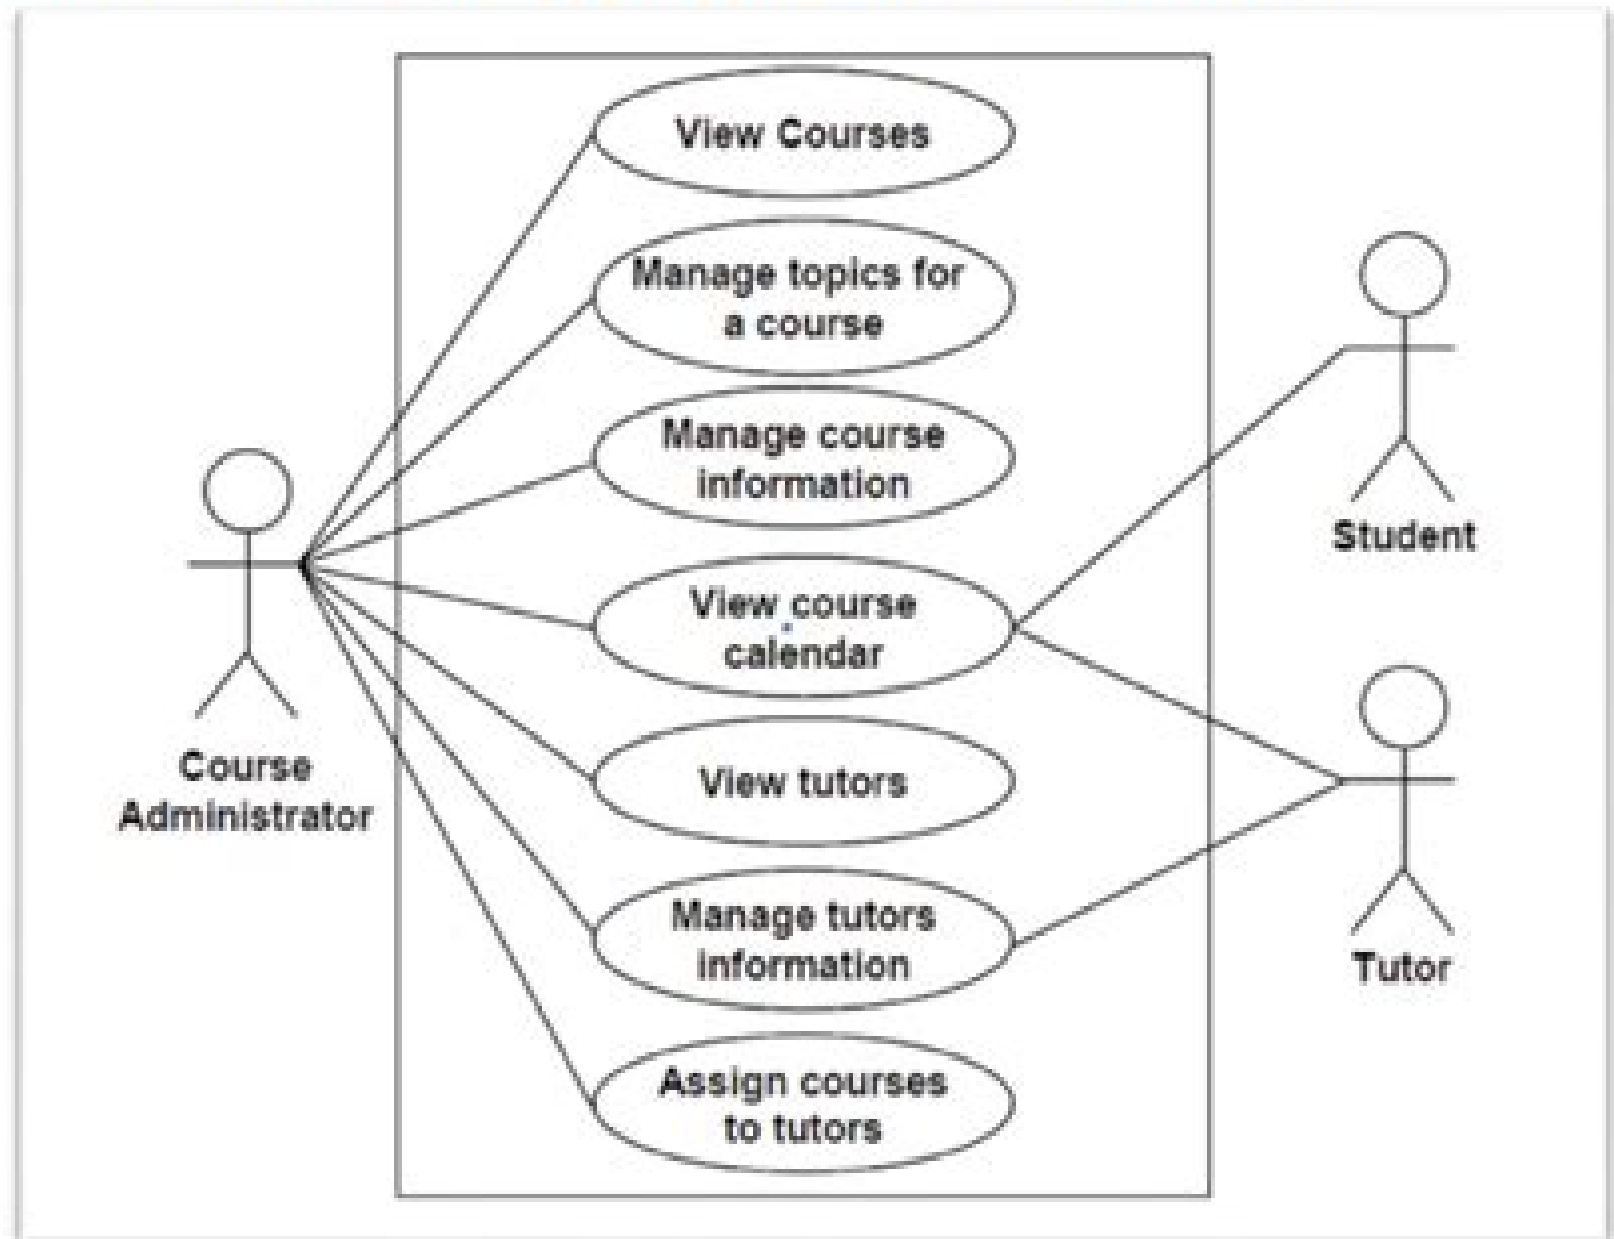 View Courses
Manage topics for
a course
Manage course
information
View course
calendar
View tutors
Manage tutors
information
Assign courses
to tutors
Course
Administrator
Student
Tutor